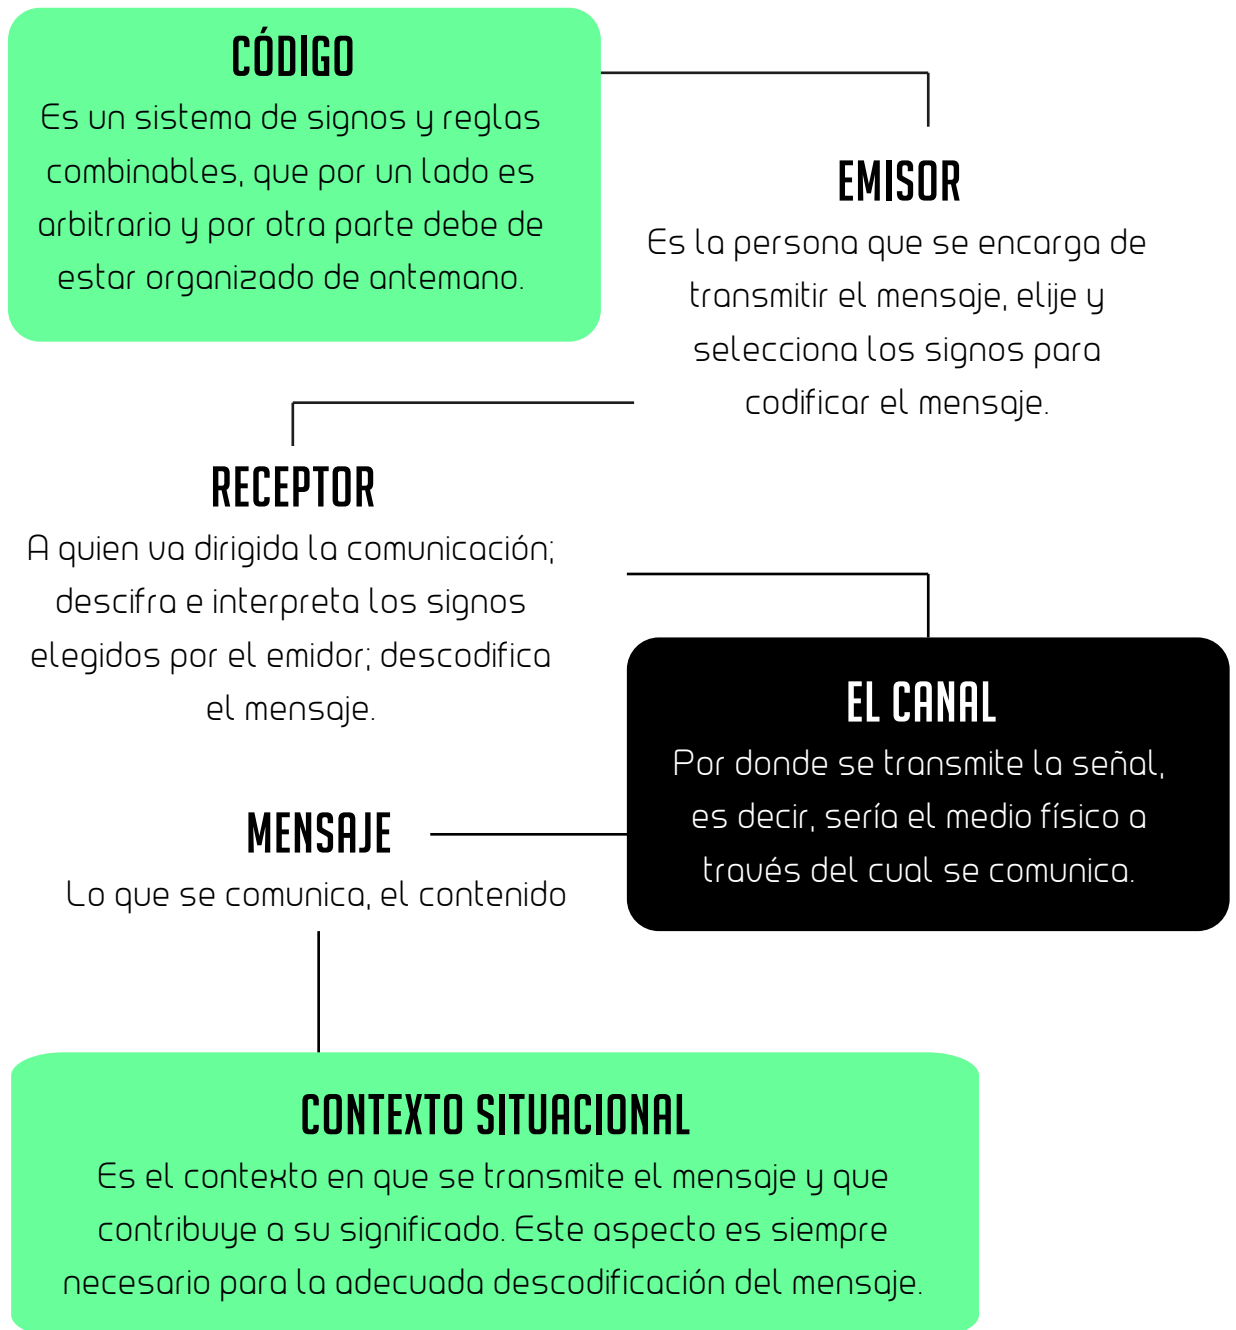 CÓDIGO
Es un sistema de signos y reglas
combinables, que por un lado es
arbitrario y por otra parte debe de
estar organizado de antemano.
EMISOR
Es la persona que se encarga de
transmitir el mensaje, elije y
selecciona los signos para
codificar el mensaje.
RECEPTOR
A quien va dirigida la comunicación;
descifra e interpreta los signos
elegidos por el emidor; descodifica
el mensaje.
EL CANAL
Por donde se transmite la señal,
es decir, sería el medio físico a
través del cual se comunica.
MENSAJE
Lo que se comunica, el contenido
CONTEXTO SITUACIONAL
Es el contexto en que se transmite el mensaje y que
contribuye a su significado. Este aspecto es siempre
necesario para la adecuada descodificación del mensaje.